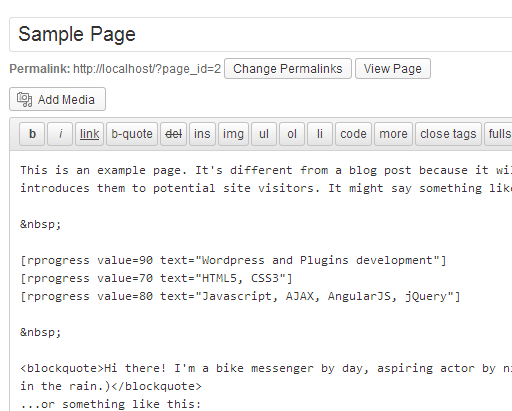 Sample Page
Permalink: http://localhost/?page_id=2 Change Permalinks View Page
Add Media
b i link b-quote del ins img ul ol li code more close tags
This is an example page. It's different from a blog post because it
introduces them to potential site visitors. It might say something
&nbsp;
[rprogress value=90 text="Wordpress and Plugins development"]
[rprogress value=70 text="HTML5, CSS3"]
[rprogress value=80 text="Javascript, AJAX, AngularJS, jQuery"]
&nbsp;
<blockquote>Hi there! I'm a bike messenger by day, aspiring actor by
in the rain.)</blockquote>
...or something like this: